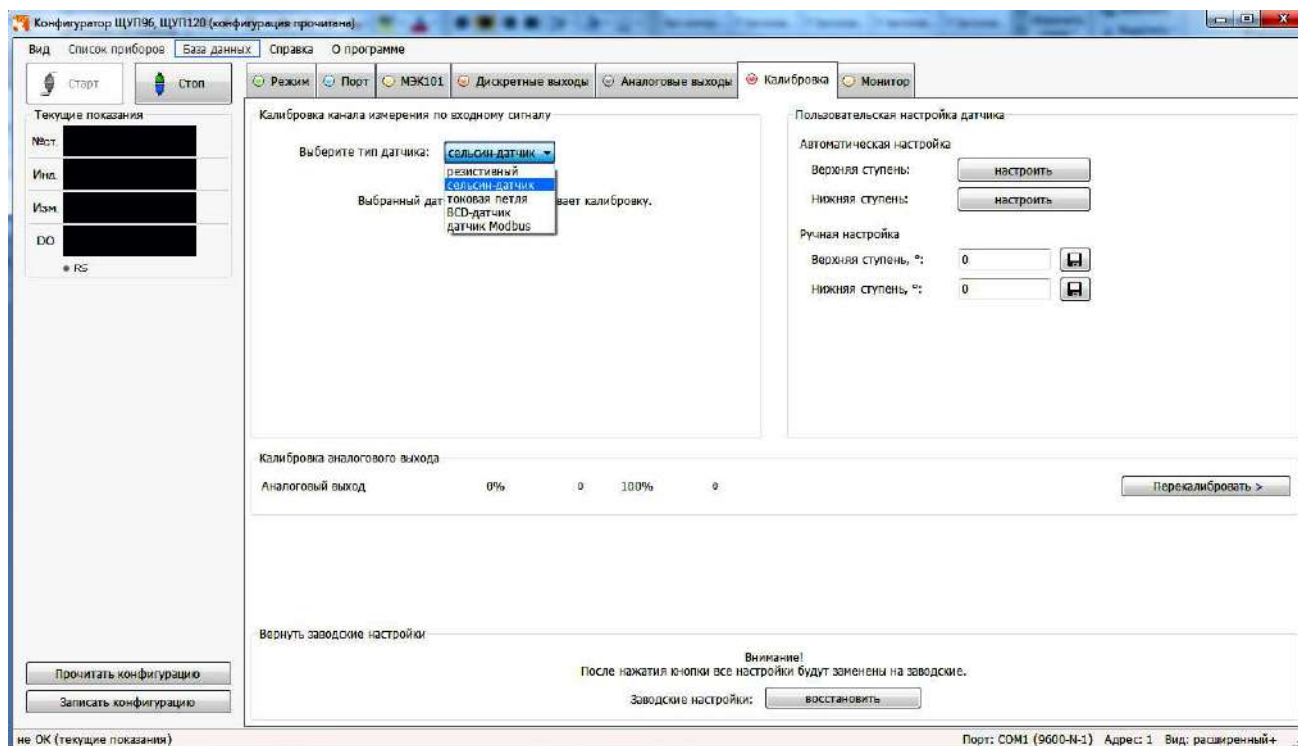 Конфигуратор ЩУП96, ЩУП120 (конфигурация прочитана)
Вид Список приборов База данных Справка О программе
Старт Стоп
Режим Порт МЭК101 Дискретные выходы Аналоговые выходы Калибровка Монитор
Текущие показания
№ст.
Инд.
Изм.
DO
RS
Калибровка канала измерения по входному сигналу
Выберите тип датчика: сельсин-датчик
резистивный
сельсин-датчик
токовая петля
BCD-датчик
датчик Modbus
Выбранный дат вает калибровку.
Пользовательская настройка датчика
Автоматическая настройка
Верхняя ступень: настроить
Нижняя ступень: настроить
Ручная настройка
Верхняя ступень, °: 0
Нижняя ступень, °: 0
Калибровка аналогового выхода
Аналоговый выход 0% 0 100% 0 Перекалибровать >
Вернуть заводские настройки
Внимание!
После нажатия кнопки все настройки будут заменены на заводские.
Заводские настройки: восстановить
Прочитать конфигурацию
Записать конфигурацию
не ОК (текущие показания) Порт: COM1 (9600-N-1) Адрес: 1 Вид: расширенный+